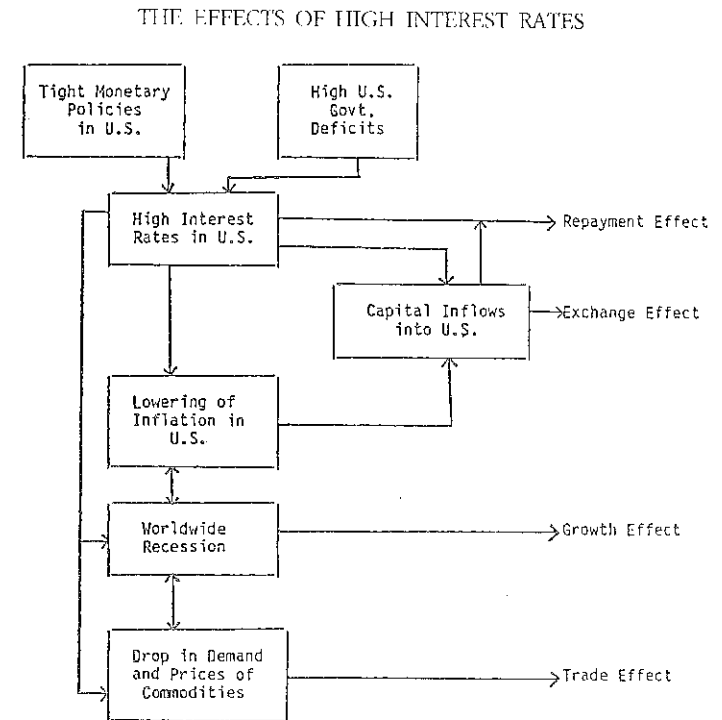 THE EFFECTS OF HIGH INTEREST RATES
Tight Monetary
Policies
in U.S.
High U.S.
Govt.
Deficits
High Interest
Rates in U.S.
Repayment Effect
Capital Inflows
into U.S.
Exchange Effect
Lowering of
Inflation in
U.S.
Worldwide
Recession
Growth Effect
Drop in Demand
and Prices of
Commodities
Trade Effect